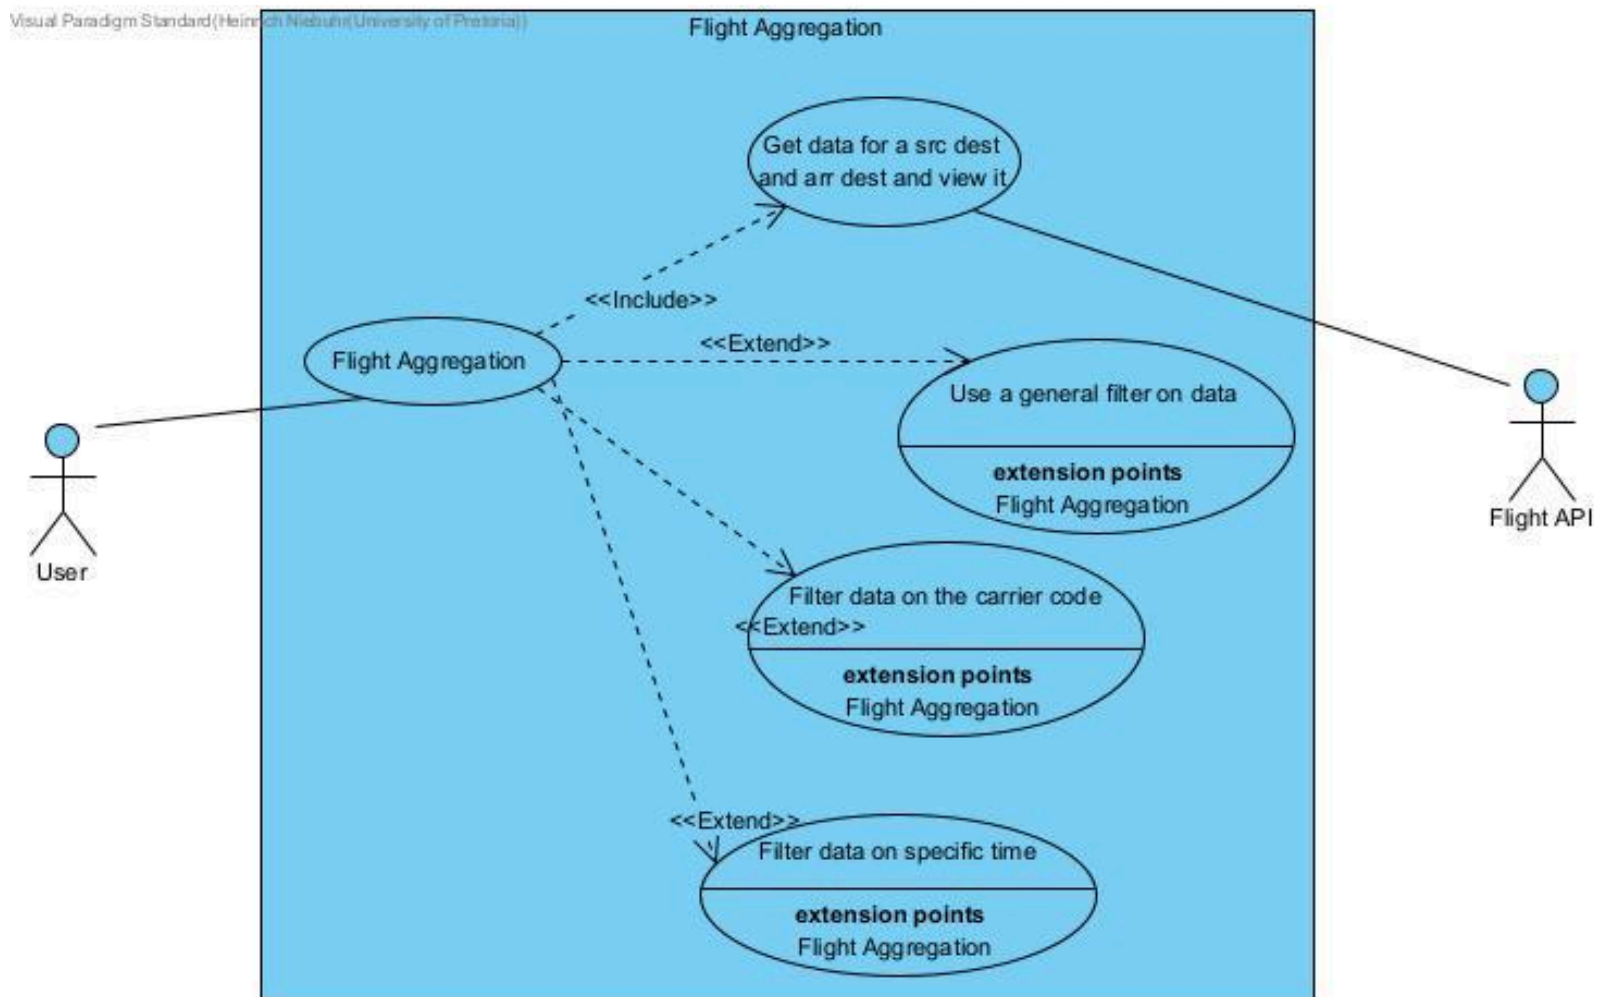 Visual Paradigm Standard(Heinrich Niebuhr(University of Pretoria))
Flight Aggregation
Get data for a src dest
and arr dest and view it
<<Include>>
<<Extend>>
Flight Aggregation
Use a general filter on data
extension points
Flight Aggregation
User
Flight API
Filter data on the carrier code
<<Extend>>
extension points
Flight Aggregation
<<Extend>>
Filter data on specific time
extension points
Flight Aggregation